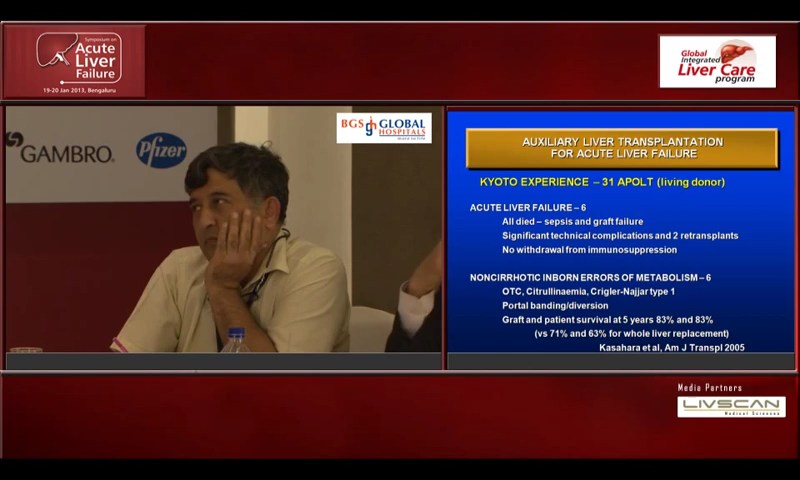 Symposium on
Acute
Liver
Failure
19-20 Jan 2013, Bengaluru
Global
Integrated
Liver Care
program
GAMBRO
Pfizer
BGS GLOBAL
HOSPITALS
AUXILIARY LIVER TRANSPLANTATION
FOR ACUTE LIVER FAILURE
KYOTO EXPERIENCE – 31 APOLT (living donor)
ACUTE LIVER FAILURE – 6
All died – sepsis and graft failure
Significant technical complications and 2 retransplants
No withdrawal from immunosuppression
NONCIRRHOTIC INBORN ERRORS OF METABOLISM – 6
OTC, Citrullinaemia, Crigler-Najjar type 1
Portal banding/diversion
Graft and patient survival at 5 years 83% and 83%
(vs 71% and 63% for whole liver replacement)
Kasahara et al, Am J Transpl 2005
Media Partners
LIVSCAN
Medical Sciences